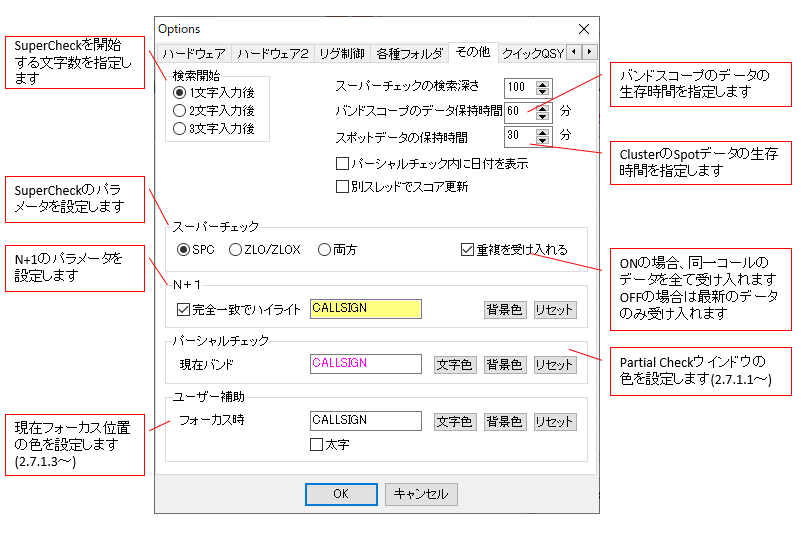 Options
ハードウェア
ハードウェア2
リグ制御
各種フォルダ
その他
クイックQSY
検索開始
1文字入力後
2文字入力後
3文字入力後
スーパーチェックの検索深さ
100
バンドスコープのデータ保持時間
60
分
スポットデータの保持時間
30
分
パーシャルチェック内に日付を表示
別スレッドでスコア更新
スーパーチェック
SPC
ZLO/ZLOX
両方
重複を受け入れる
N+1
完全一致でハイライト
CALLSIGN
背景色
リセット
パーシャルチェック
現在バンド
CALLSIGN
文字色
背景色
リセット
ユーザー補助
フォーカス時
CALLSIGN
文字色
背景色
リセット
太字
OK
キャンセル
SuperCheckを開始
する文字数を指定し
ます
SuperCheckのパラ
メータを設定します
N+1のパラメータを
設定します
現在フォーカス位置
の色を設定します
(2.7.1.3～)
バンドスコープのデータの
生存時間を指定します
ClusterのSpotデータの生存
時間を指定します
ONの場合、同一コールの
データを全て受け入れます
OFFの場合は最新のデータ
のみ受け入れます
Partial Checkウインドウの
色を設定します(2.7.1.1～)